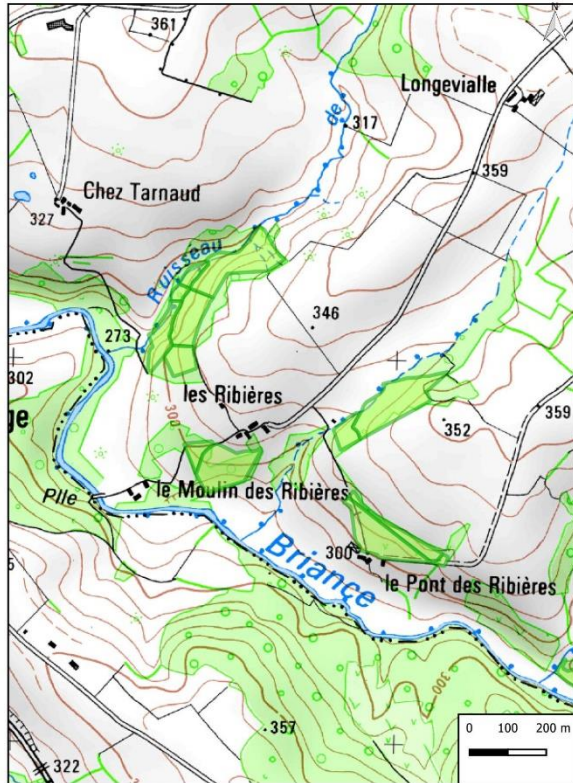 N
361
Longevialle
de
317
359
Chez Tarnaud
327
Ruisseau
346
273
302
les Ribières
300
ge
359
352
le Moulin des Ribières
Plle
Briance
300
5
le Pont des Ribières
300
357
322
0 100 200 m